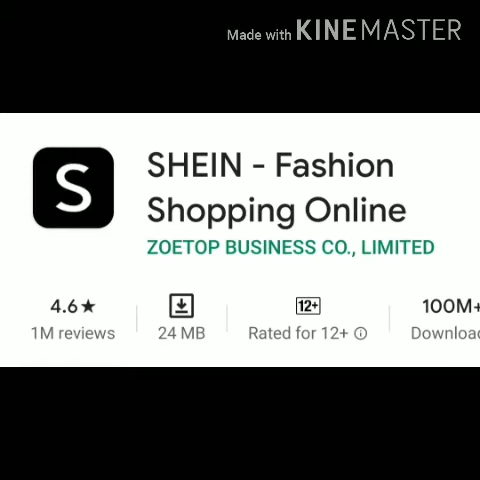 Made with KINEMASTER
S
SHEIN - Fashion
Shopping Online
ZOETOP BUSINESS CO., LIMITED
4.6★ 12+ 100M+
1M reviews 24 MB Rated for 12+ Downloa